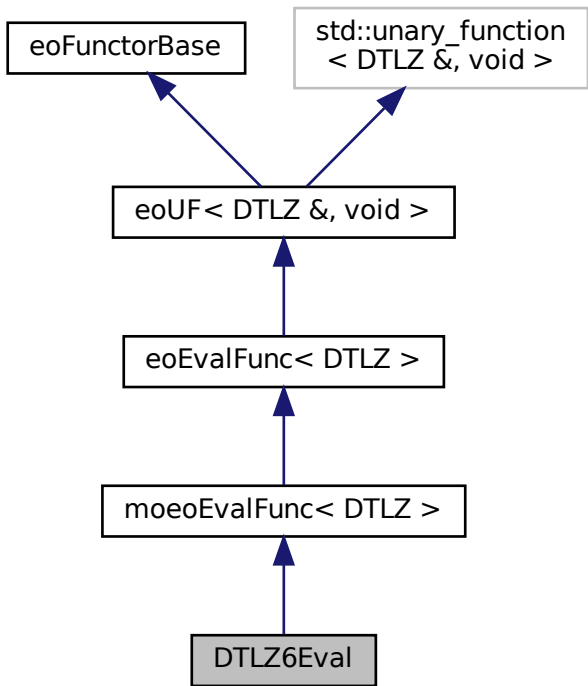 eoFunctorBase
std::unary_function
< DTLZ &, void >
eoUF< DTLZ &, void >
eoEvalFunc< DTLZ >
moeoEvalFunc< DTLZ >
DTLZ6Eval